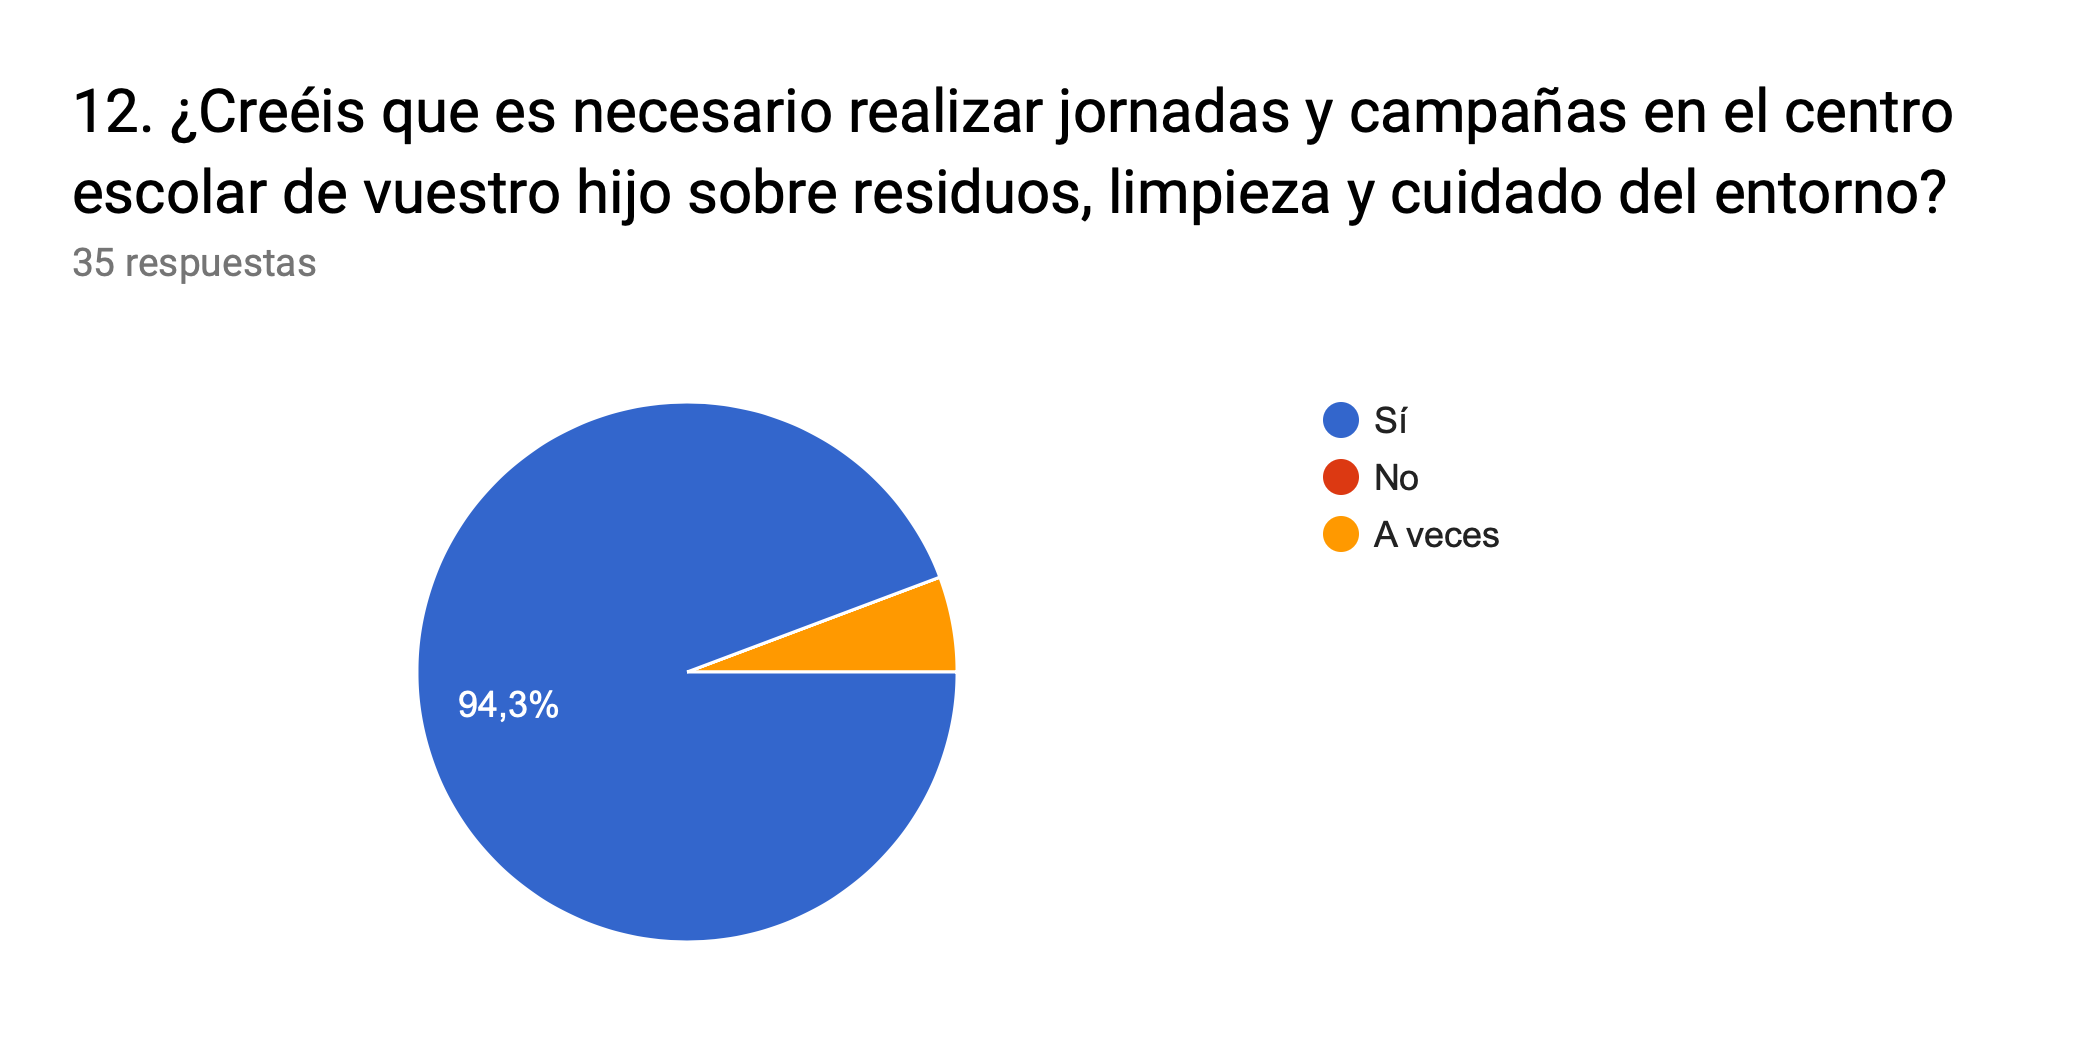 12. ¿Creéis que es necesario realizar jornadas y campañas en el centro
escolar de vuestro hijo sobre residuos, limpieza y cuidado del entorno?
35 respuestas
Sí
No
A veces
94,3%